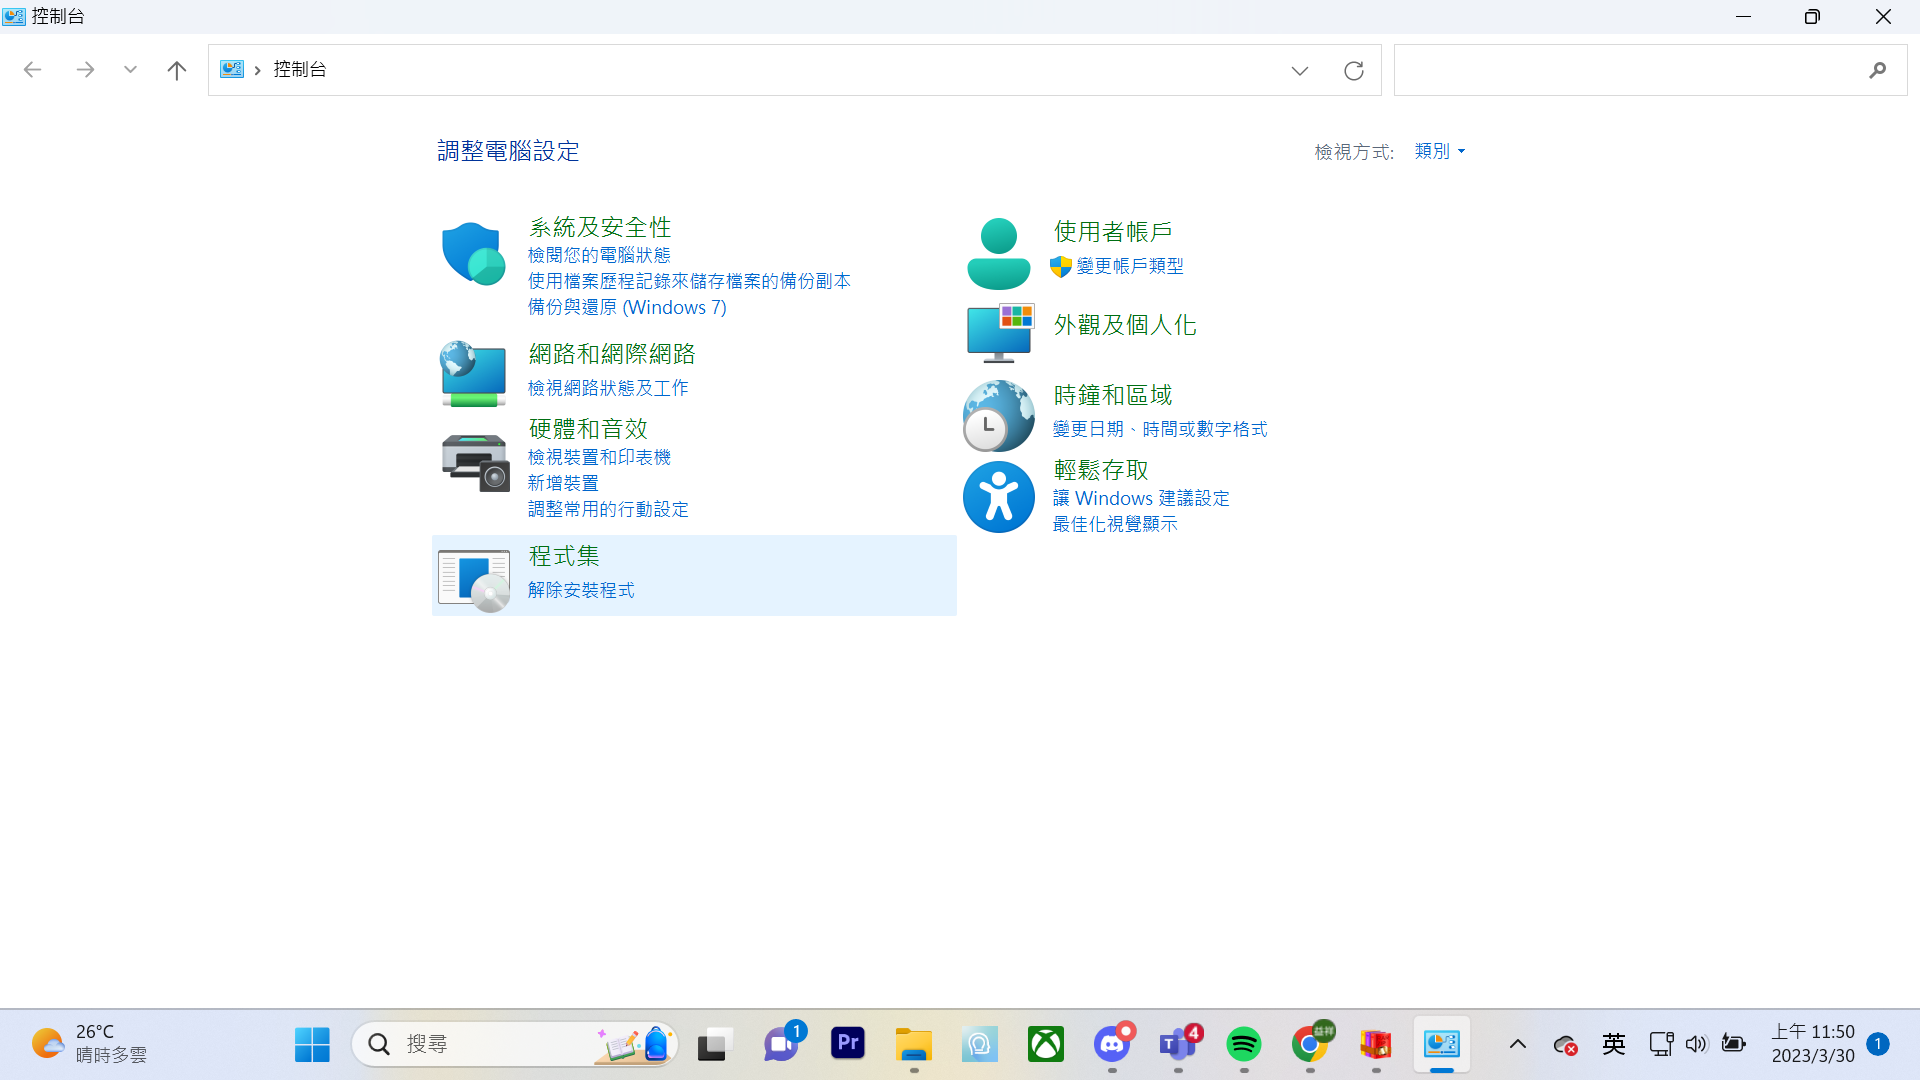 控制台
控制台
調整電腦設定
檢視方式: 類別
系統及安全性
檢閱您的電腦狀態
使用檔案歷程記錄來儲存檔案的備份副本
備份與還原 (Windows 7)
網路和網際網路
檢視網路狀態及工作
硬體和音效
檢視裝置和印表機
新增裝置
調整常用的行動設定
程式集
解除安裝程式
使用者帳戶
變更帳戶類型
外觀及個人化
時鐘和區域
變更日期、時間或數字格式
輕鬆存取
讓 Windows 建議設定
最佳化視覺顯示
26°C
晴時多雲
搜尋
1
Pr
T
4
益祥
英
上午 11:50
2023/3/30
1